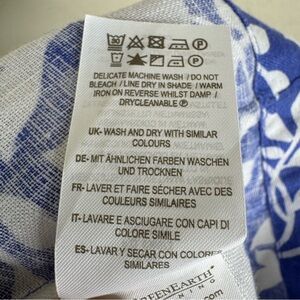 DELICATE MACHINE WASH / DO NOT
BLEACH / LINE DRY IN SHADE / WARM
IRON ON REVERSE WHILST DAMP /
DRYCLEANABLE Ⓟ
UK- WASH AND DRY WITH SIMILAR
COLOURS
DE- MIT ÄHNLICHEN FARBEN WASCHEN
UND TROCKNEN
FR- LAVER ET FAIRE SÉCHER AVEC DES
COULEURS SIMILAIRES
IT- LAVARE E ASCIUGARE CON CAPI DI
COLORE SIMILE
ES- LAVAR Y SECAR CON COLORES
SIMILARES
GREENEARTH